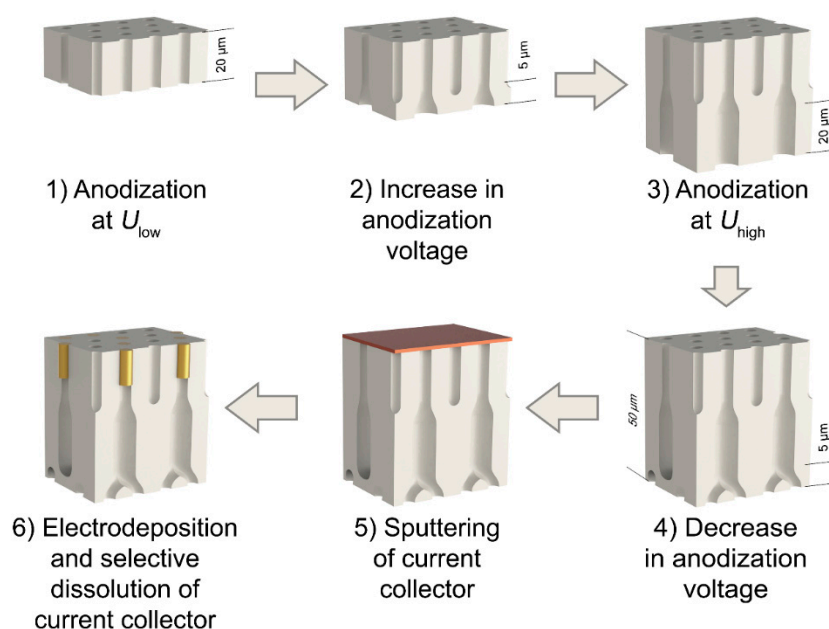 20 µm
5 µm
20 µm
1) Anodization
at U_low
2) Increase in
anodization
voltage
3) Anodization
at U_high
50 µm
5 µm
6) Electrodeposition
and selective
dissolution of
current collector
5) Sputtering
of current
collector
4) Decrease
in anodization
voltage